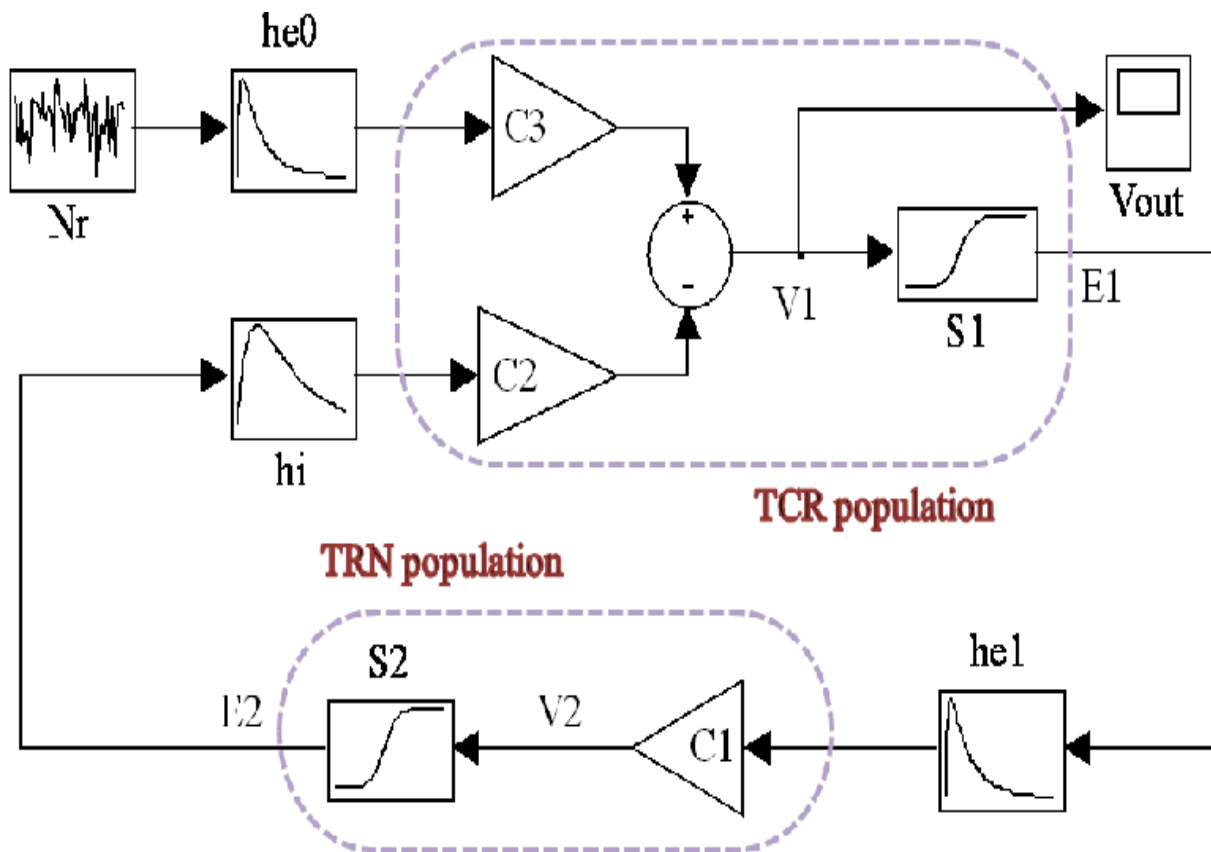 he0
C3
Nr
Vout
+
-
V1
S1
E1
C2
hi
TCR population
TRN population
S2
he1
E2
V2
C1